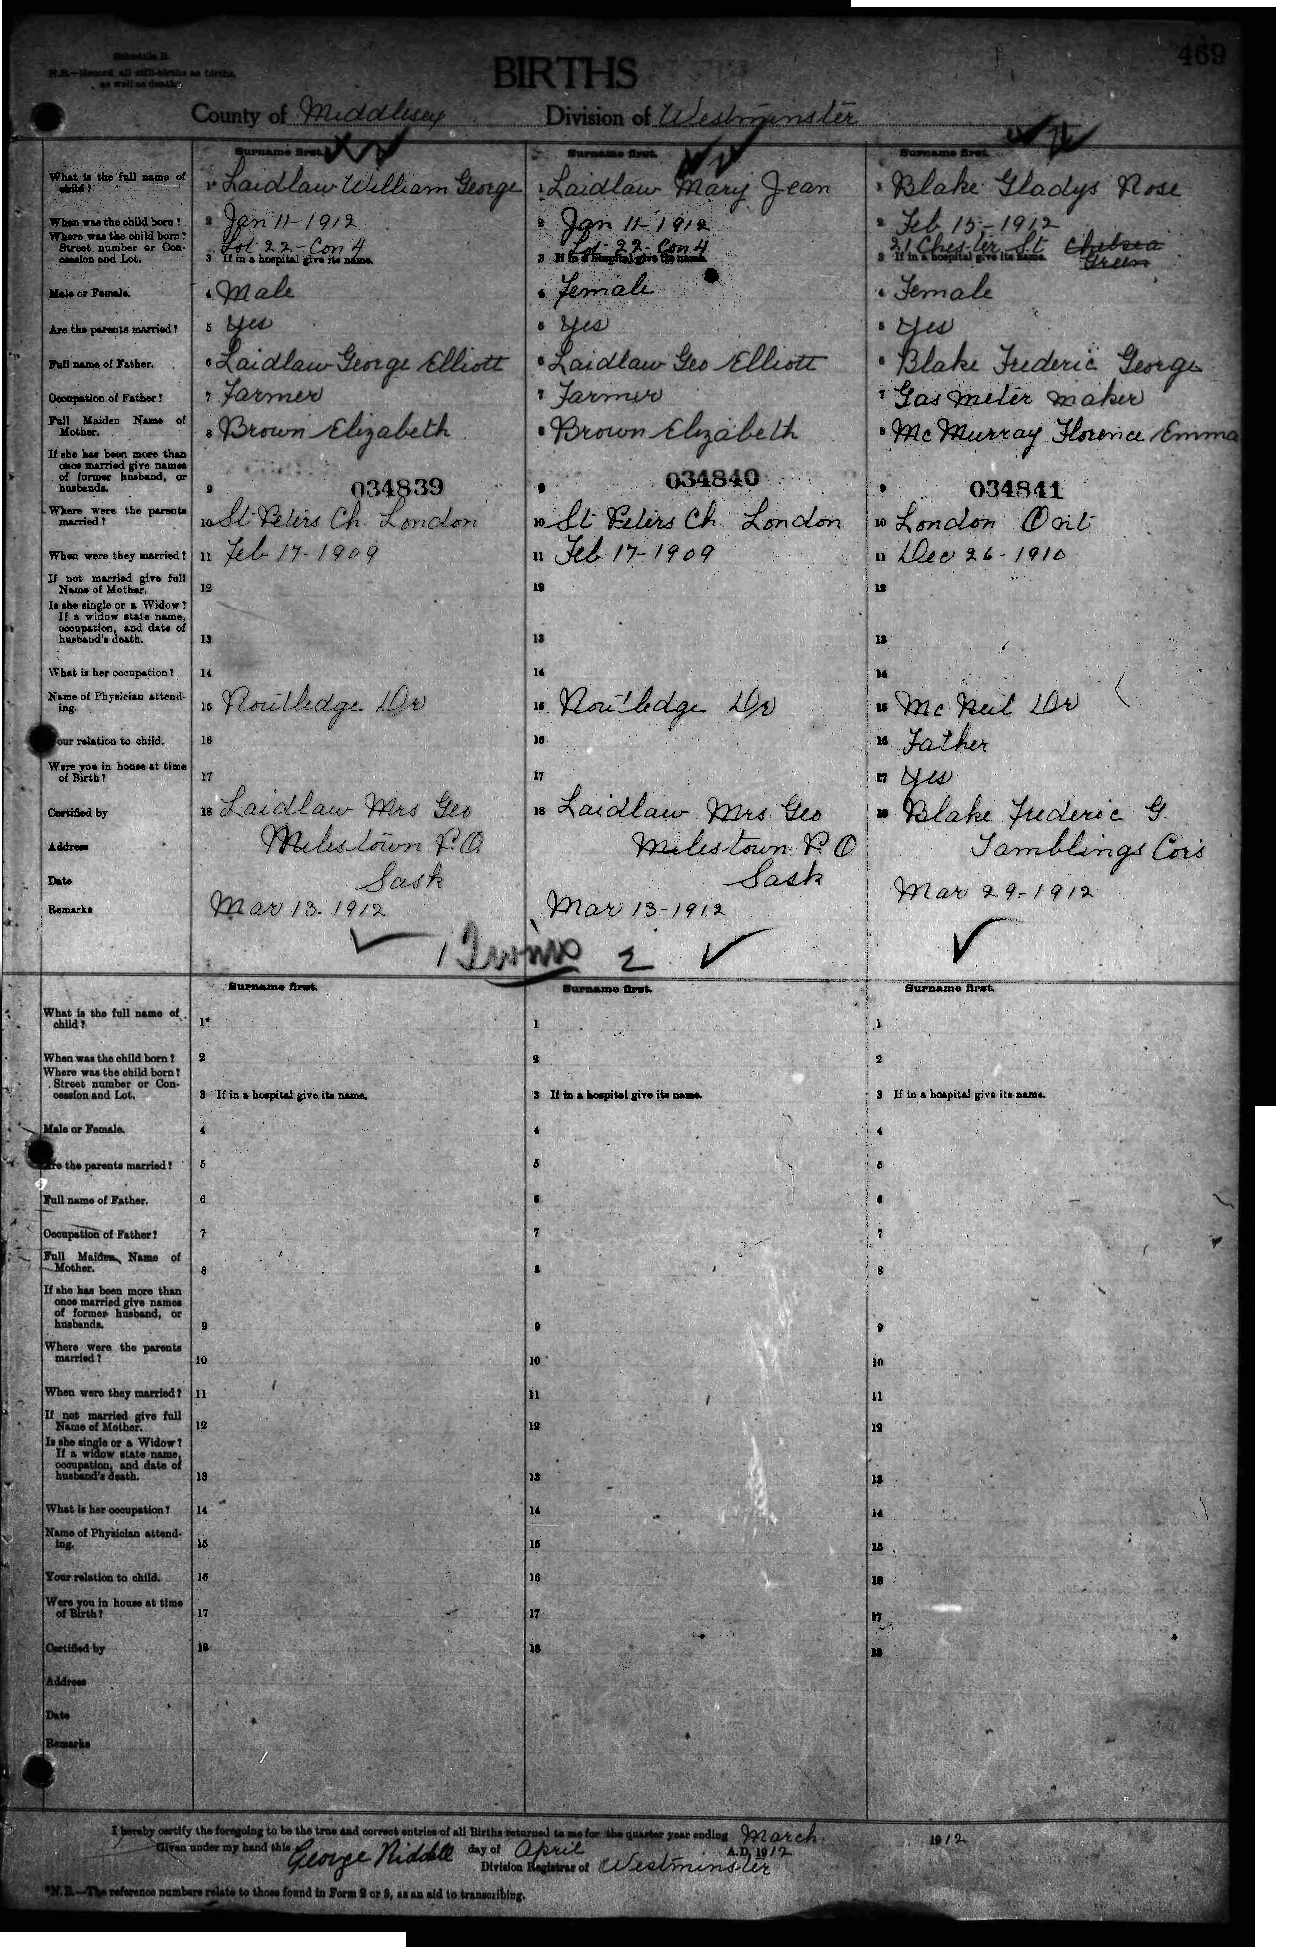 Schedule B.
N.B.—Record all still-births as births,
as well as deaths.
469
BIRTHS
County of Middlesex Division of Westminster
Surname first. Surname first. Surname first.
What is the full name of child? 1* Laidlaw William George 1 Laidlaw Mary Jean 1 Blake Gladys Rose
When was the child born? 2 Jan 11-1912 2 Jan 11-1912 2 Feb 15-1912
Where was the child born? Street number or Concession and Lot. Lot 22-Con 4 Lot 22-Con 4 21 Chester St Chelsea Green
3 If in a hospital give its name. 3 If in a hospital give its name. 3 If in a hospital give its name.
Male or Female. 4 Male 4 Female 4 Female
Are the parents married? 5 Yes 5 Yes 5 Yes
Full name of Father. 6 Laidlaw George Elliott 6 Laidlaw Geo Elliott 6 Blake Frederic George
Occupation of Father? 7 Farmer 7 Farmer 7 Gas meter maker
Full Maiden Name of Mother. 8 Brown Elizabeth 8 Brown Elizabeth 8 McMurray Florence Emma
If she has been more than once married give names of former husband, or husbands. 9 034839 9 034840 9 034841
Where were the parents married? 10 St Peters Ch. London 10 St Peters Ch London 10 London Ont
When were they married? 11 Feb 17-1909 11 Feb 17-1909 11 Dec 26-1910
If not married give full Name of Mother. 12 12 12
Is she single or a Widow? If a widow state name, occupation, and date of husband's death. 13 13 13
What is her occupation? 14 14 14
Name of Physician attending. 15 Routledge Dr 15 Routledge Dr 15 McNeil Dr
Your relation to child. 16 16 16 Father
Were you in house at time of Birth? 17 17 17 Yes
Certified by 18 Laidlaw Mrs Geo 18 Laidlaw Mrs Geo 18 Blake Frederic G.
Address Milestown P.O Milestown P.O Tamblings Cors
Date Sask Sask Mar 29-1912
Remarks Mar 13-1912 Mar 13-1912
1 Twins 2
Surname first. Surname first. Surname first.
What is the full name of child? 1* 1 1
When was the child born? 2 2 2
Where was the child born? Street number or Concession and Lot. 3 If in a hospital give its name. 3 If in a hospital give its name. 3 If in a hospital give its name.
Male or Female. 4 4 4
Are the parents married? 5 5 5
Full name of Father. 6 6 6
Occupation of Father? 7 7 7
Full Maiden Name of Mother. 8 8 8
If she has been more than once married give names of former husband, or husbands. 9 9 9
Where were the parents married? 10 10 10
When were they married? 11 11 11
If not married give full Name of Mother. 12 12 12
Is she single or a Widow? If a widow state name, occupation, and date of husband's death. 13 13 13
What is her occupation? 14 14 14
Name of Physician attending. 15 15 15
Your relation to child. 16 16 16
Were you in house at time of Birth? 17 17 17
Certified by 18 18 18
Address
Date
Remarks
I hereby certify the foregoing to be the true and correct entries of all Births returned to me for the quarter year ending March 1912
Given under my hand this day of April A.D. 1912
George Riddell Division Registrar of Westminster
*N.B.—The reference numbers relate to those found in Form 2 or 3, as an aid to transcribing.